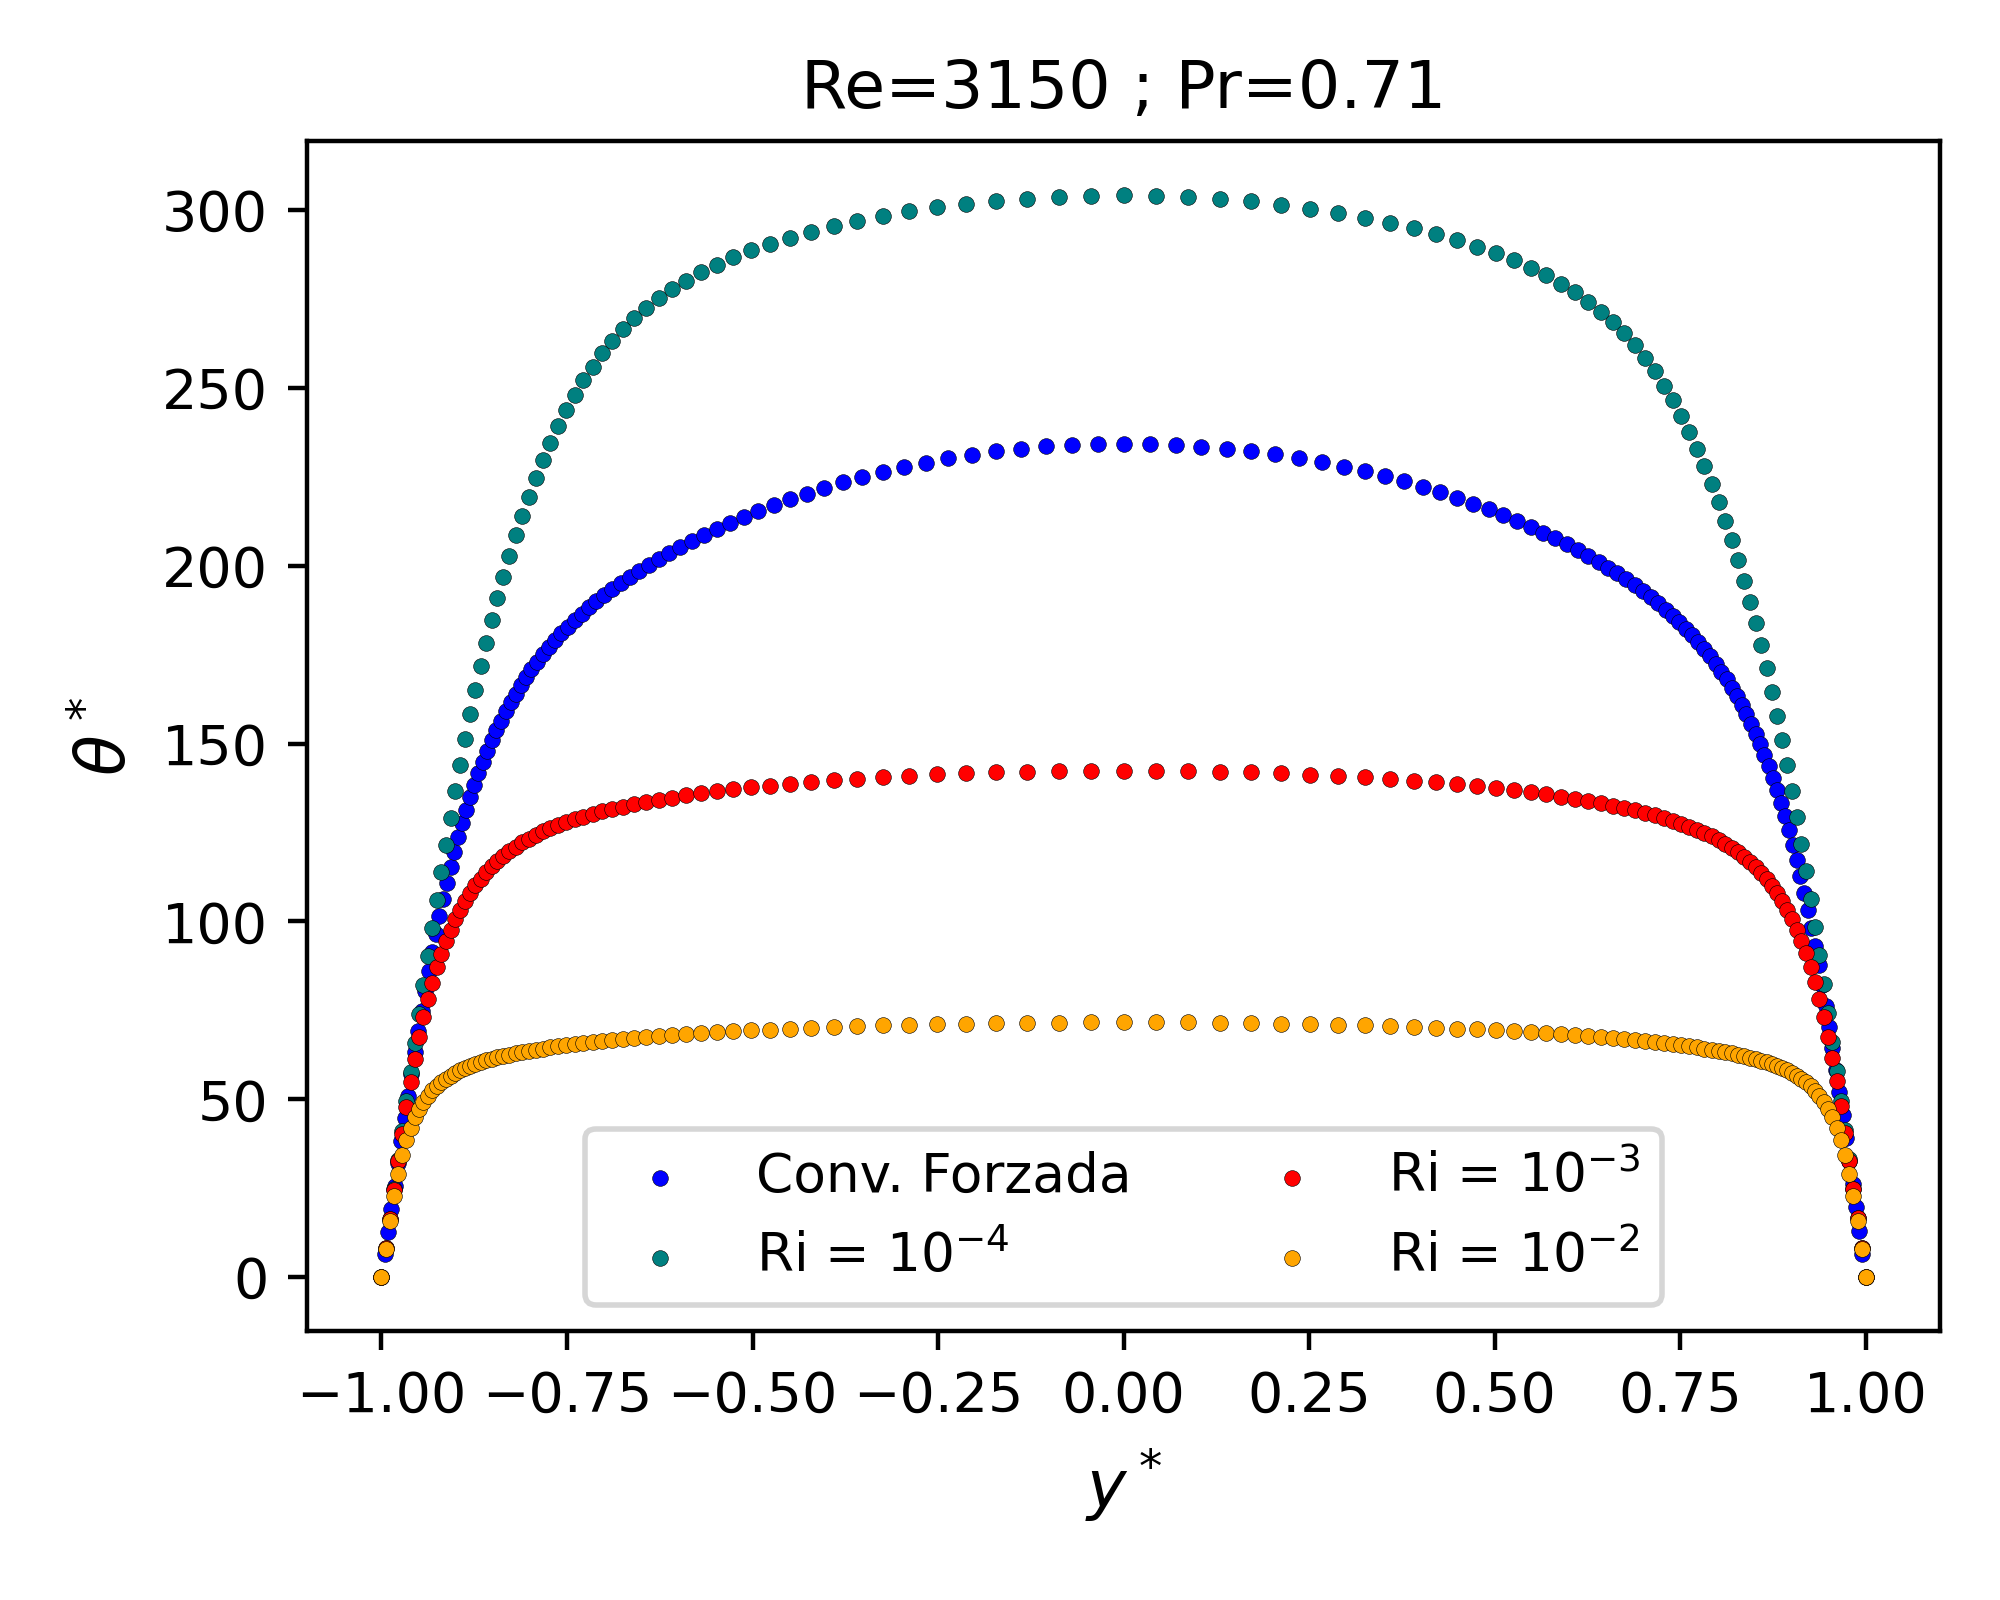 Re=3150 ; Pr=0.71
300
250
200
150
100
50
0
θ*
Conv. Forzada
Ri = 10⁻⁴
Ri = 10⁻³
Ri = 10⁻²
−1.00 −0.75 −0.50 −0.25 0.00 0.25 0.50 0.75 1.00
y*